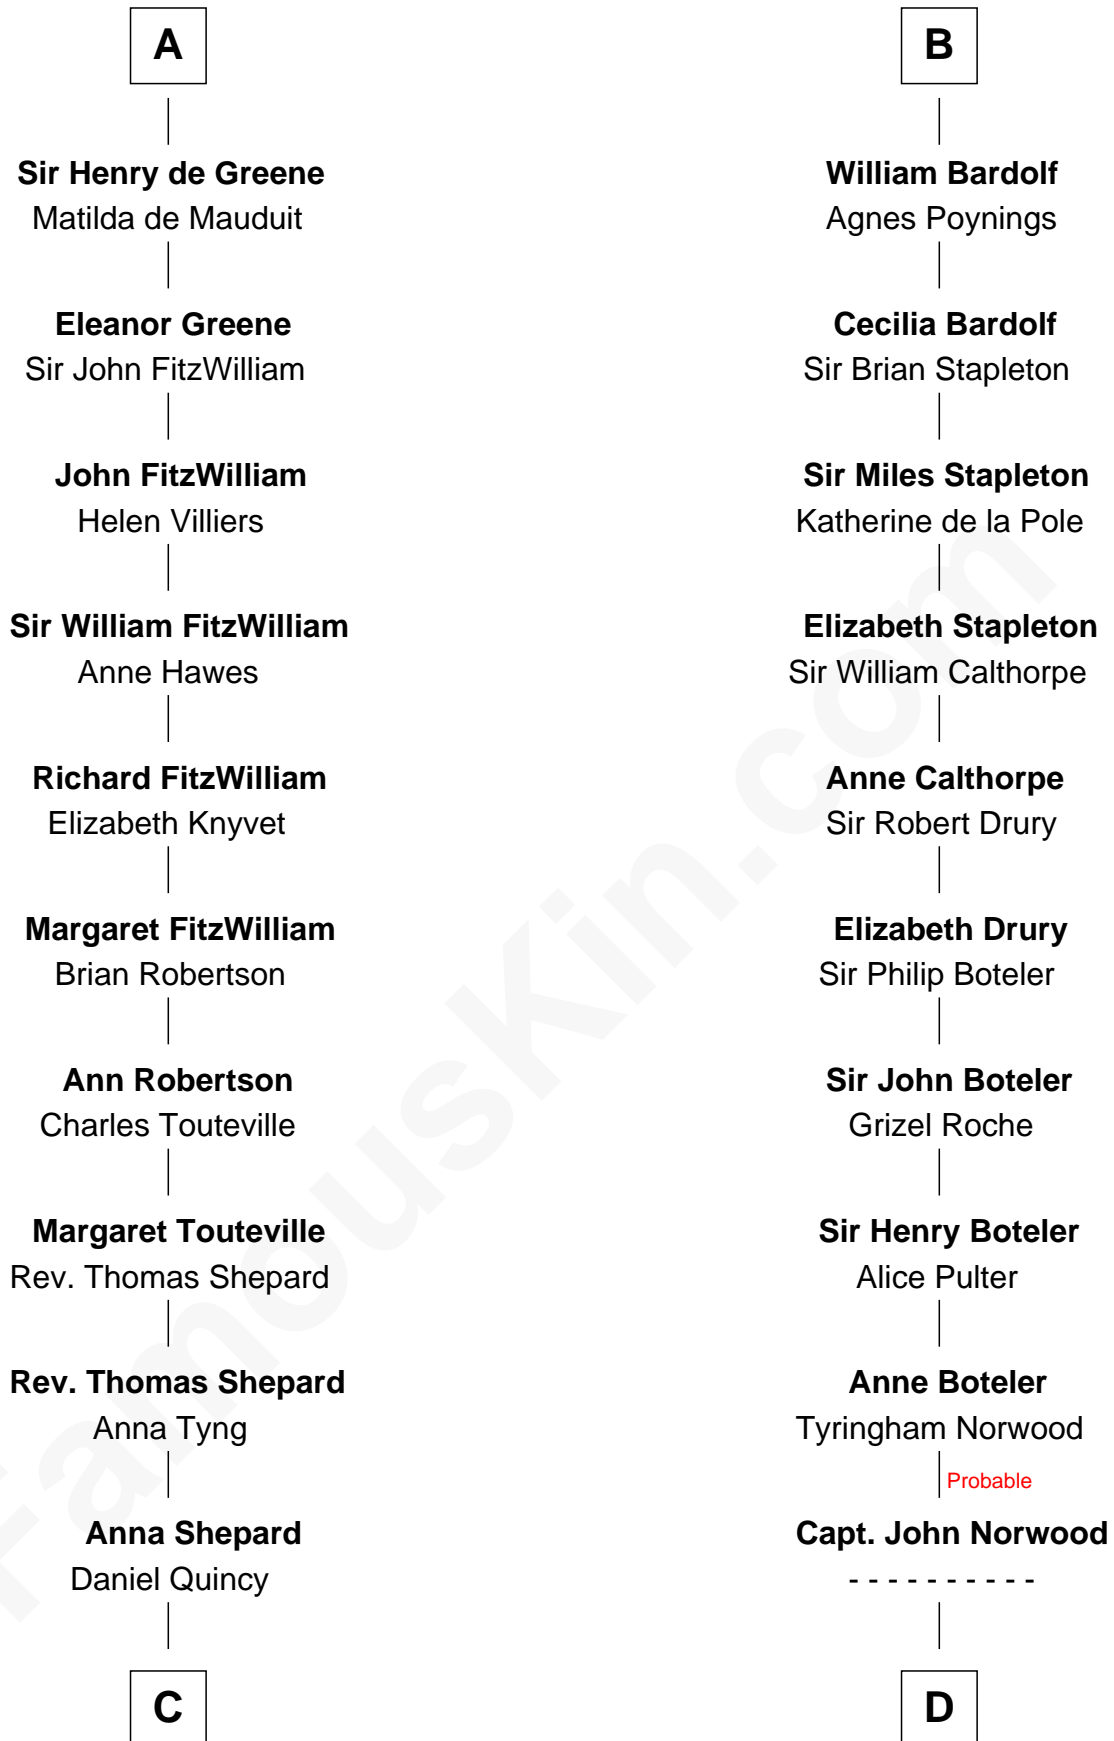 A
Sir Henry de Greene
Matilda de Mauduit
Eleanor Greene
Sir John FitzWilliam
John FitzWilliam
Helen Villiers
Sir William FitzWilliam
Anne Hawes
Richard FitzWilliam
Elizabeth Knyvet
Margaret FitzWilliam
Brian Robertson
Ann Robertson
Charles Touteville
Margaret Touteville
Rev. Thomas Shepard
Rev. Thomas Shepard
Anna Tyng
Anna Shepard
Daniel Quincy
C
B
William Bardolf
Agnes Poynings
Cecilia Bardolf
Sir Brian Stapleton
Sir Miles Stapleton
Katherine de la Pole
Elizabeth Stapleton
Sir William Calthorpe
Anne Calthorpe
Sir Robert Drury
Elizabeth Drury
Sir Philip Boteler
Sir John Boteler
Grizel Roche
Sir Henry Boteler
Alice Pulter
Anne Boteler
Tyringham Norwood
Probable
Capt. John Norwood
- - - - - - - - - -
D
FamousKin.com